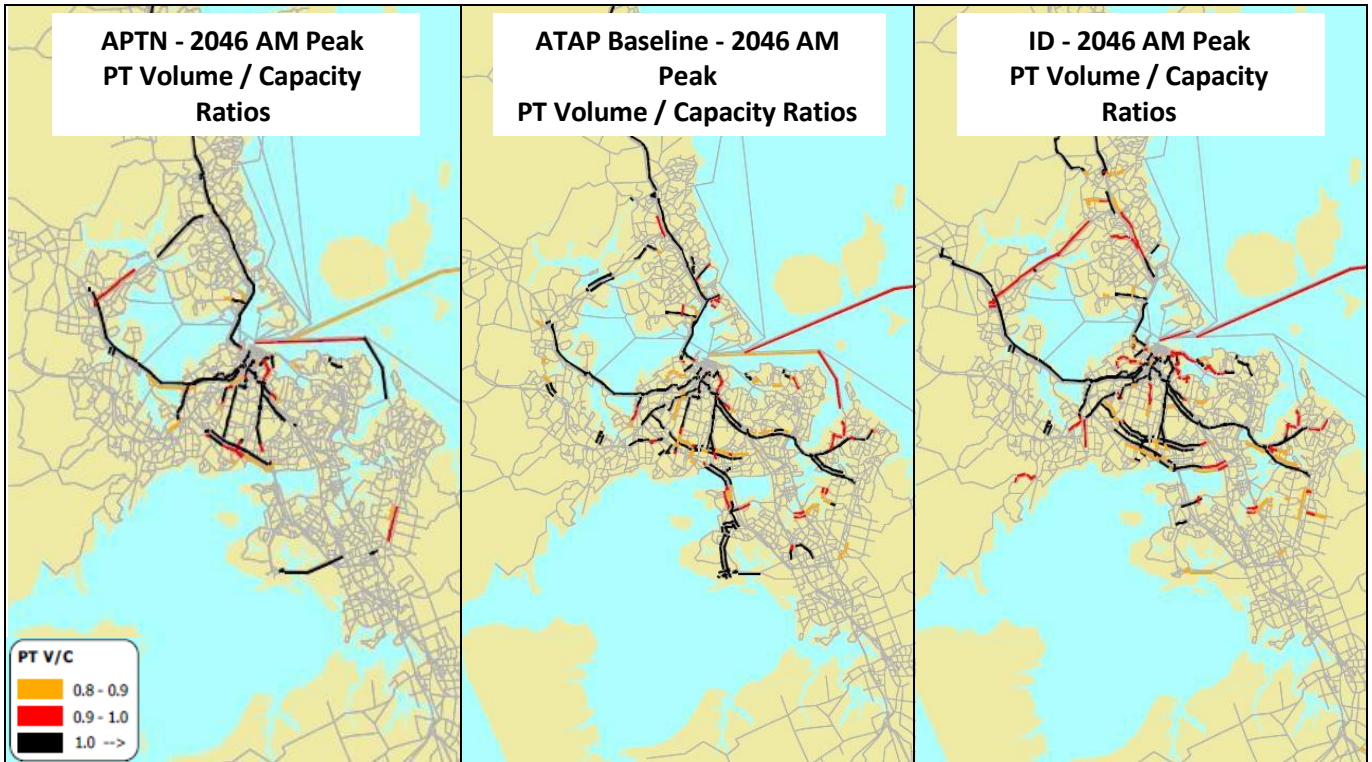 APTN - 2046 AM Peak
PT Volume / Capacity
Ratios
ATAP Baseline - 2046 AM
Peak
PT Volume / Capacity Ratios
ID - 2046 AM Peak
PT Volume / Capacity
Ratios
PT V/C
0.8 - 0.9
0.9 - 1.0
1.0 -->